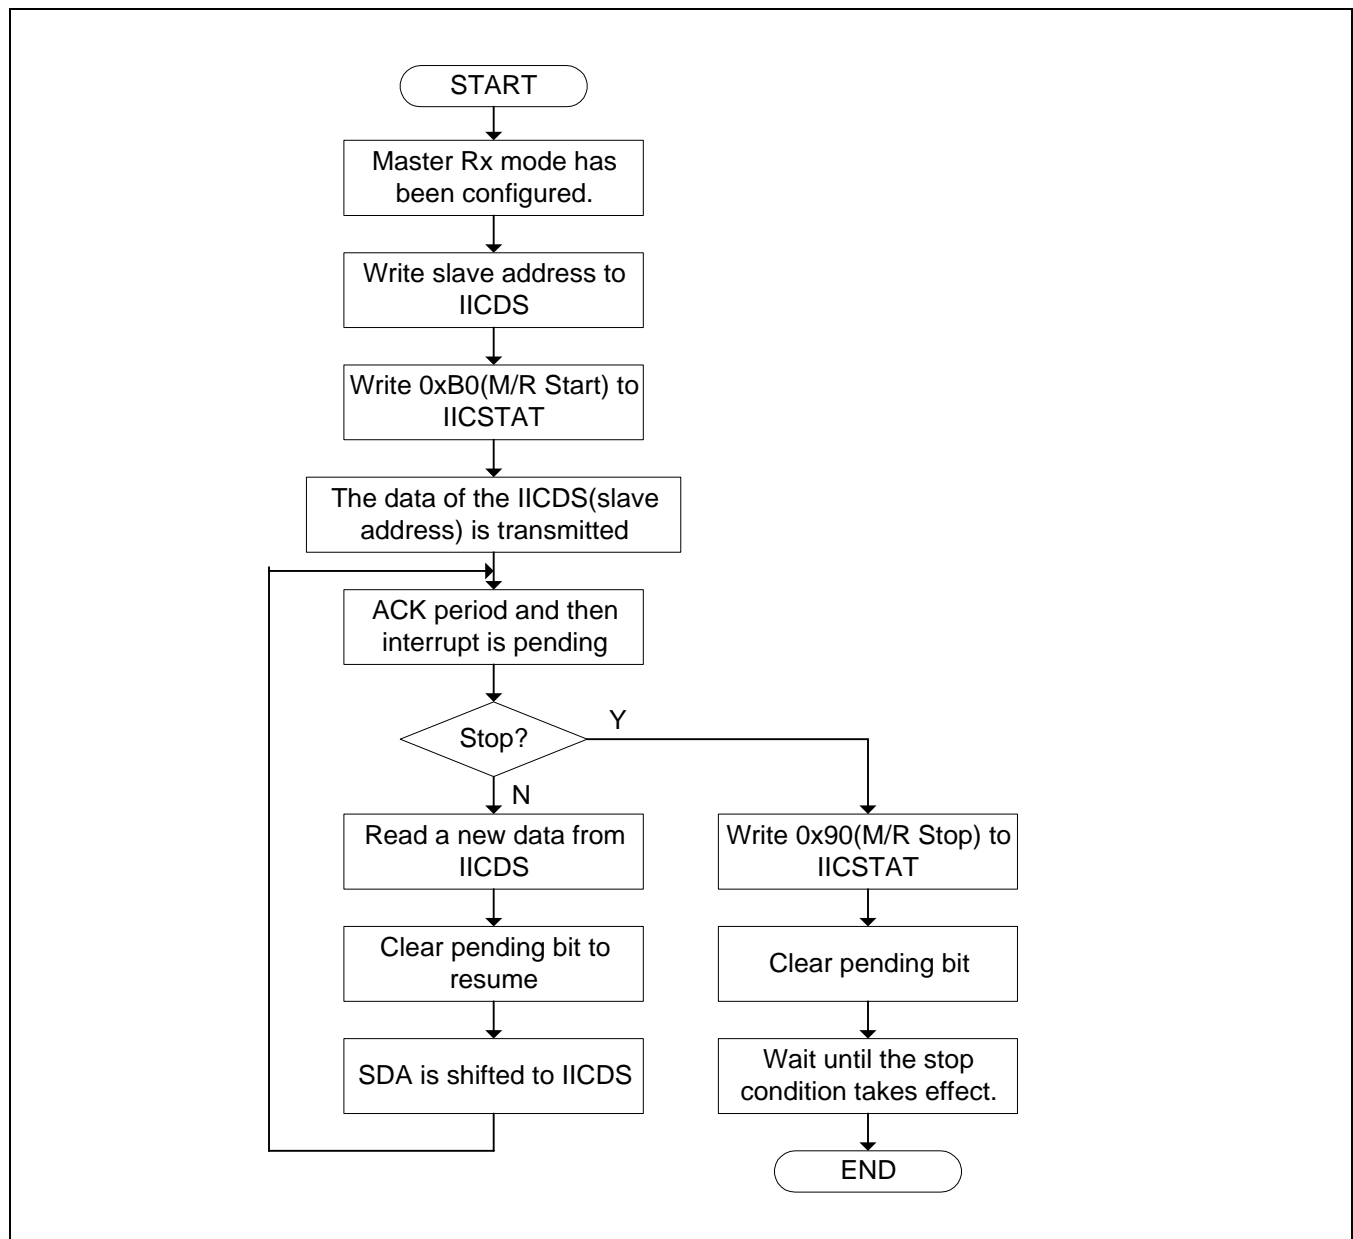 START
Master Rx mode has
been configured.
Write slave address to
IICDS
Write 0xB0(M/R Start) to
IICSTAT
The data of the IICDS(slave
address) is transmitted
ACK period and then
interrupt is pending
Stop?
Y
N
Read a new data from
IICDS
Clear pending bit to
resume
SDA is shifted to IICDS
Write 0x90(M/R Stop) to
IICSTAT
Clear pending bit
Wait until the stop
condition takes effect.
END